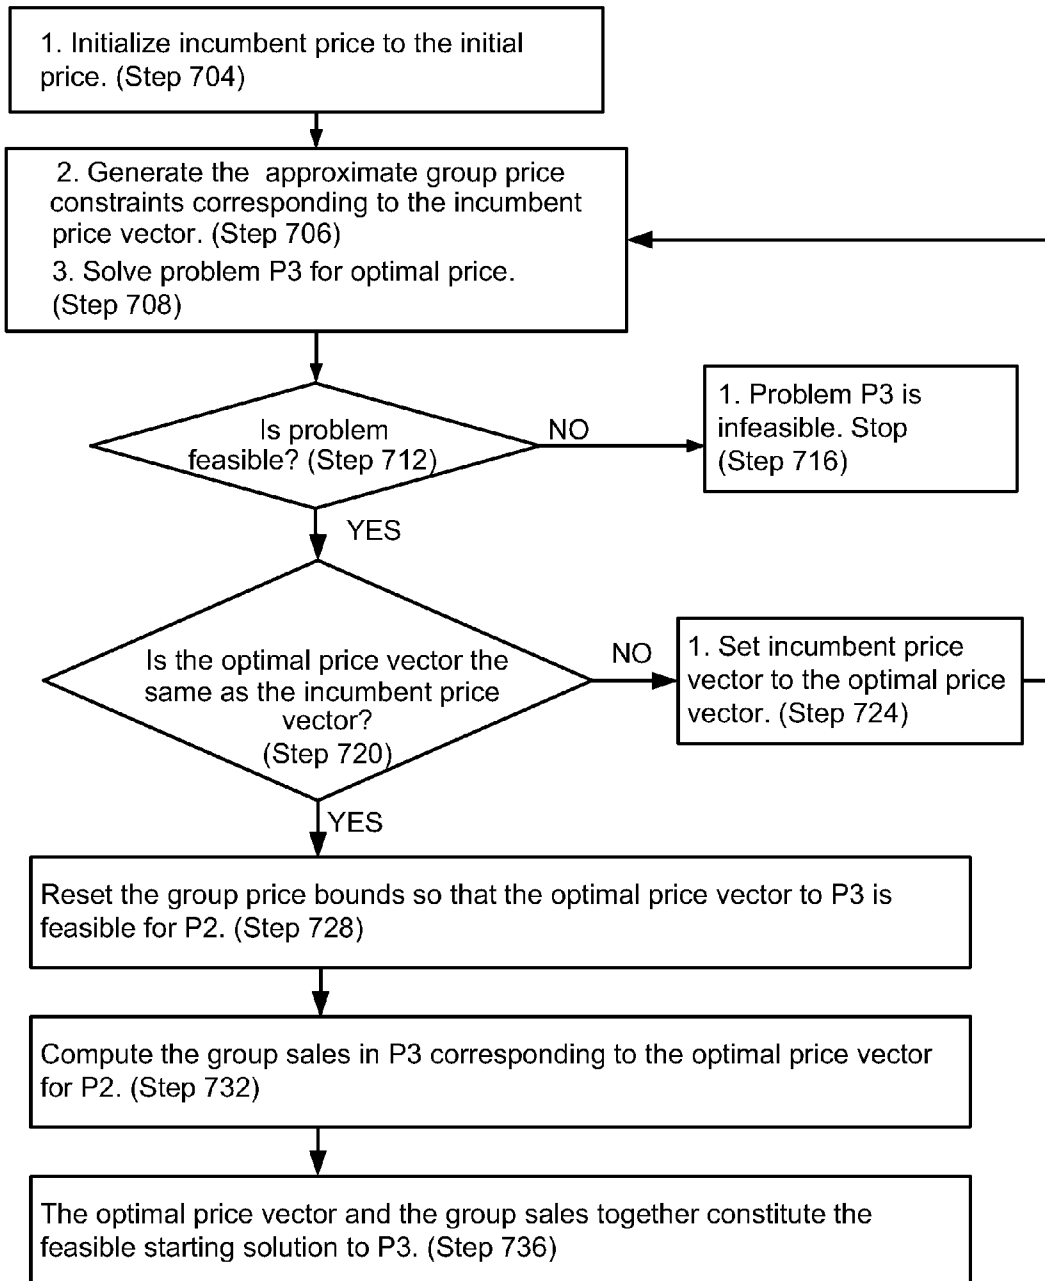 1. Initialize incumbent price to the initial
price. (Step 704)
2. Generate the approximate group price
constraints corresponding to the incumbent
price vector. (Step 706)
3. Solve problem P3 for optimal price.
(Step 708)
Is problem
feasible? (Step 712)
NO
1. Problem P3 is
infeasible. Stop
(Step 716)
YES
Is the optimal price vector the
same as the incumbent price
vector?
(Step 720)
NO
1. Set incumbent price
vector to the optimal price
vector. (Step 724)
YES
Reset the group price bounds so that the optimal price vector to P3 is
feasible for P2. (Step 728)
Compute the group sales in P3 corresponding to the optimal price vector
for P2. (Step 732)
The optimal price vector and the group sales together constitute the
feasible starting solution to P3. (Step 736)